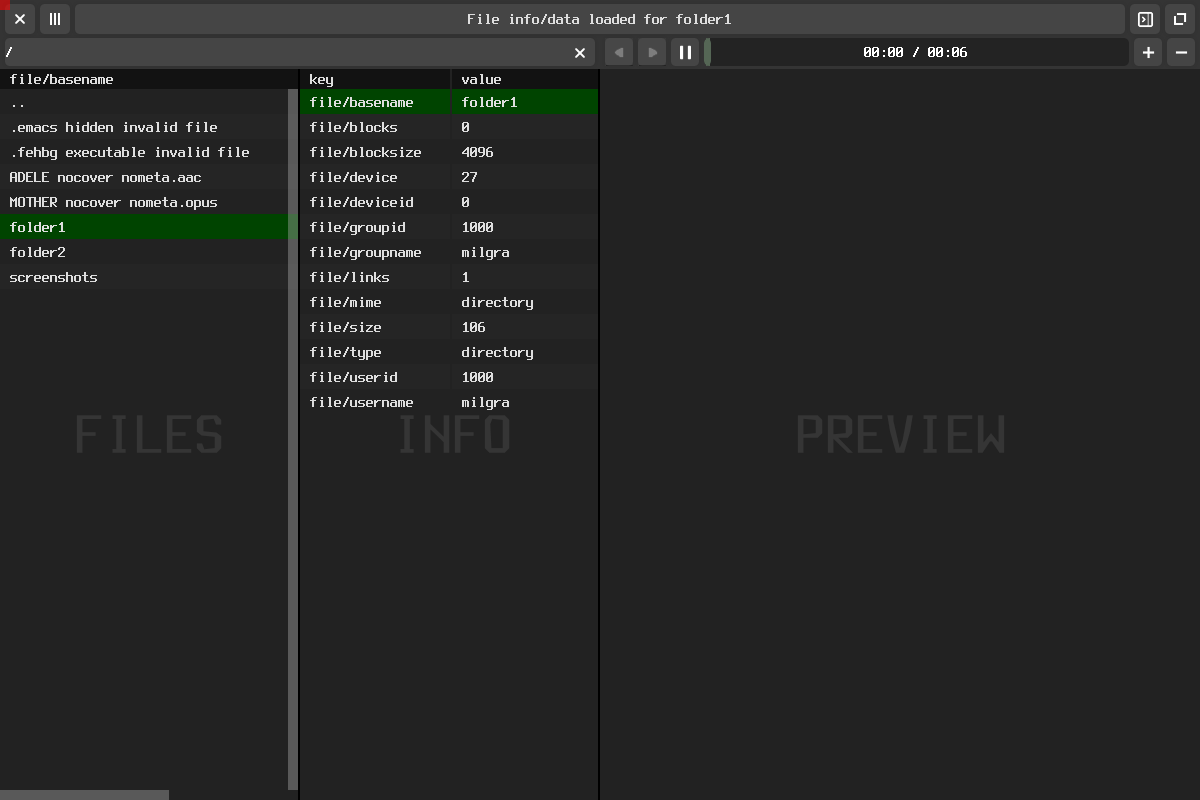 File info/data loaded for folder1
/
00:00 / 00:06
file/basename
key value
..
file/basename folder1
.emacs hidden invalid file
file/blocks 0
.fehbg executable invalid file
file/blocksize 4096
ADELE nocover nometa.aac
file/device 27
MOTHER nocover nometa.opus
file/deviceid 0
folder1
file/groupid 1000
folder2
file/groupname milgra
screenshots
file/links 1
file/mime directory
file/size 106
file/type directory
file/userid 1000
file/username milgra
FILES
INFO
PREVIEW